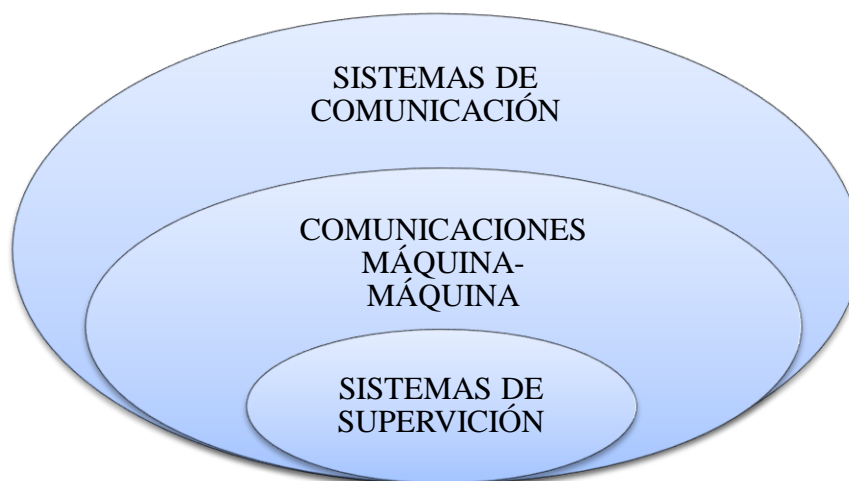 SISTEMAS DE
COMUNICACIÓN
COMUNICACIONES
MÁQUINA-
MÁQUINA
SISTEMAS DE
SUPERVICIÓN